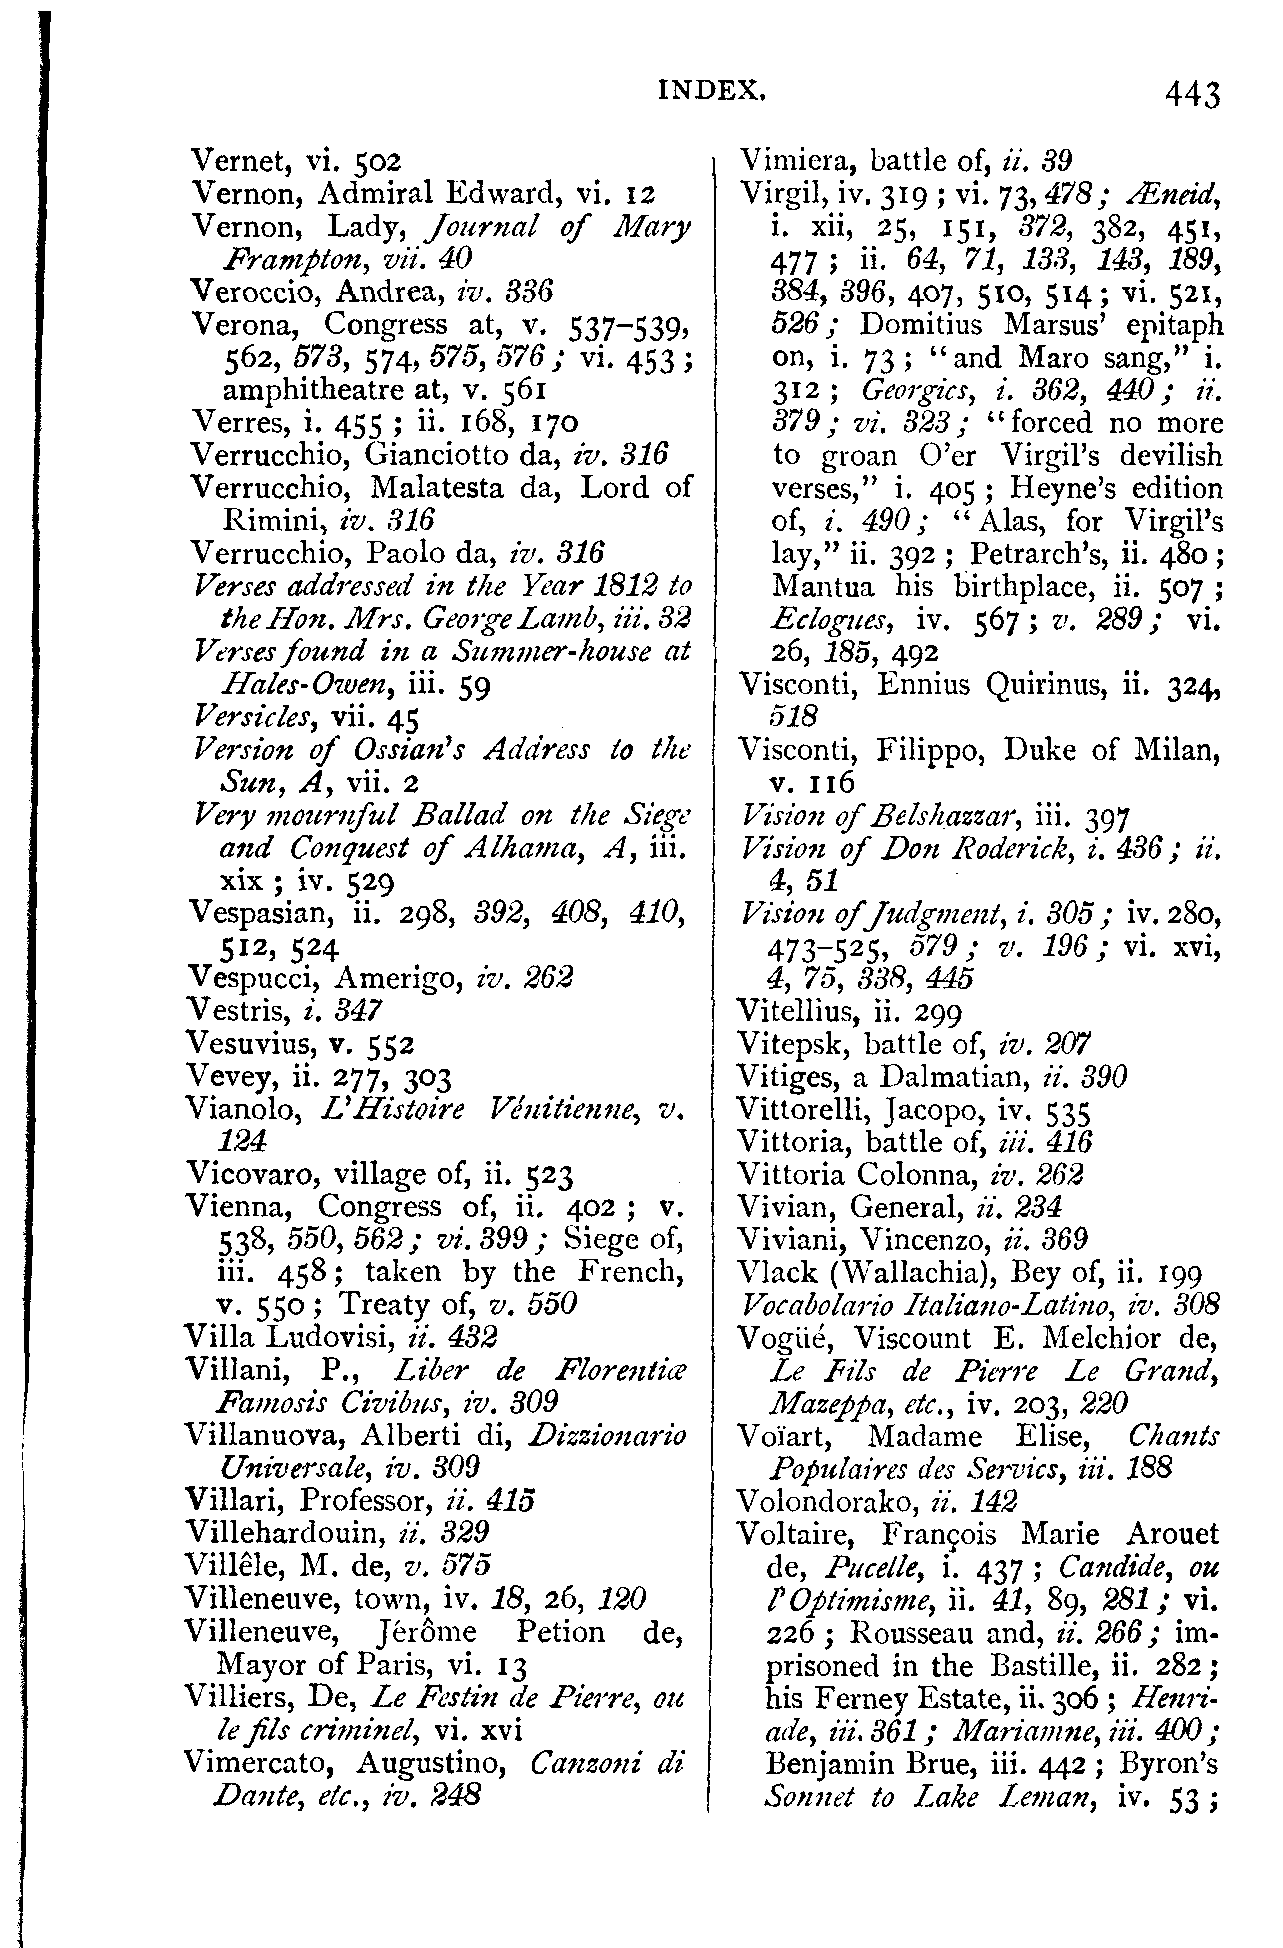 INDEX.
443
Vernet, vi. 502
Vernon, Admiral Edward, vi. 12
Vernon, Lady, Journal of Mary
Frampton, vii. 40
Veroccio, Andrea, iv. 336
Verona, Congress at, v. 537–539,
562, 573, 574, 575, 576; vi. 453;
amphitheatre at, v. 561
Verres, i. 455; ii. 168, 170
Verrucchio, Gianciotto da, iv. 316
Verrucchio, Malatesta da, Lord of
Rimini, iv. 316
Verrucchio, Paolo da, iv. 316
Verses addressed in the Year 1812 to
the Hon. Mrs. George Lamb, iii. 32
Verses found in a Summer-house at
Hales-Owen, iii. 59
Versicles, vii. 45
Version of Ossian's Address to the
Sun, A, vii. 2
Very mournful Ballad on the Siege
and Conquest of Alhama, A, iii.
xix; iv. 529
Vespasian, ii. 298, 392, 408, 410,
512, 524
Vespucci, Amerigo, iv. 262
Vestris, i. 347
Vesuvius, v. 552
Vevey, ii. 277, 303
Vianolo, L'Histoire Vénitienne, v.
124
Vicovaro, village of, ii. 523
Vienna, Congress of, ii. 402; v.
538, 550, 562; vi. 399; Siege of,
iii. 458; taken by the French,
v. 550; Treaty of, v. 550
Villa Ludovisi, ii. 432
Villani, P., Liber de Florentiæ
Famosis Civibus, iv. 309
Villanuova, Alberti di, Dizzionario
Universale, iv. 309
Villari, Professor, ii. 415
Villehardouin, ii. 329
Villêle, M. de, v. 575
Villeneuve, town, iv. 18, 26, 120
Villeneuve, Jérôme Petion de,
Mayor of Paris, vi. 13
Villiers, De, Le Festin de Pierre, ou
le fils criminel, vi. xvi
Vimercato, Augustino, Canzoni di
Dante, etc., iv. 248
Vimiera, battle of, ii. 39
Virgil, iv. 319; vi. 73, 478; Æneid,
i. xii, 25, 151, 372, 382, 451,
477; ii. 64, 71, 133, 143, 189,
384, 396, 407, 510, 514; vi. 521,
526; Domitius Marsus' epitaph
on, i. 73; "and Maro sang," i.
312; Georgics, i. 362, 440; ii.
379; vi. 323; "forced no more
to groan O'er Virgil's devilish
verses," i. 405; Heyne's edition
of, i. 490; "Alas, for Virgil's
lay," ii. 392; Petrarch's, ii. 480;
Mantua his birthplace, ii. 507;
Eclogues, iv. 567; v. 289; vi.
26, 185, 492
Visconti, Ennius Quirinus, ii. 324,
518
Visconti, Filippo, Duke of Milan,
v. 116
Vision of Belshazzar, iii. 397
Vision of Don Roderick, i. 436; ii.
4, 51
Vision of Judgment, i. 305; iv. 280,
473–525, 579; v. 196; vi. xvi,
4, 75, 338, 445
Vitellius, ii. 299
Vitepsk, battle of, iv. 207
Vitiges, a Dalmatian, ii. 390
Vittorelli, Jacopo, iv. 535
Vittoria, battle of, iii. 416
Vittoria Colonna, iv. 262
Vivian, General, ii. 234
Viviani, Vincenzo, ii. 369
Vlack (Wallachia), Bey of, ii. 199
Vocabolario Italiano-Latino, iv. 308
Vogüé, Viscount E. Melchior de,
Le Fils de Pierre Le Grand,
Mazeppa, etc., iv. 203, 220
Voïart, Madame Elise, Chants
Populaires des Servics, iii. 188
Volondorako, ii. 142
Voltaire, François Marie Arouet
de, Pucelle, i. 437; Candide, ou
l'Optimisme, ii. 41, 89, 281; vi.
226; Rousseau and, ii. 266; im-
prisoned in the Bastille, ii. 282;
his Ferney Estate, ii. 306; Henri-
ade, iii. 361; Mariamne, iii. 400;
Benjamin Brue, iii. 442; Byron's
Sonnet to Lake Leman, iv. 53;